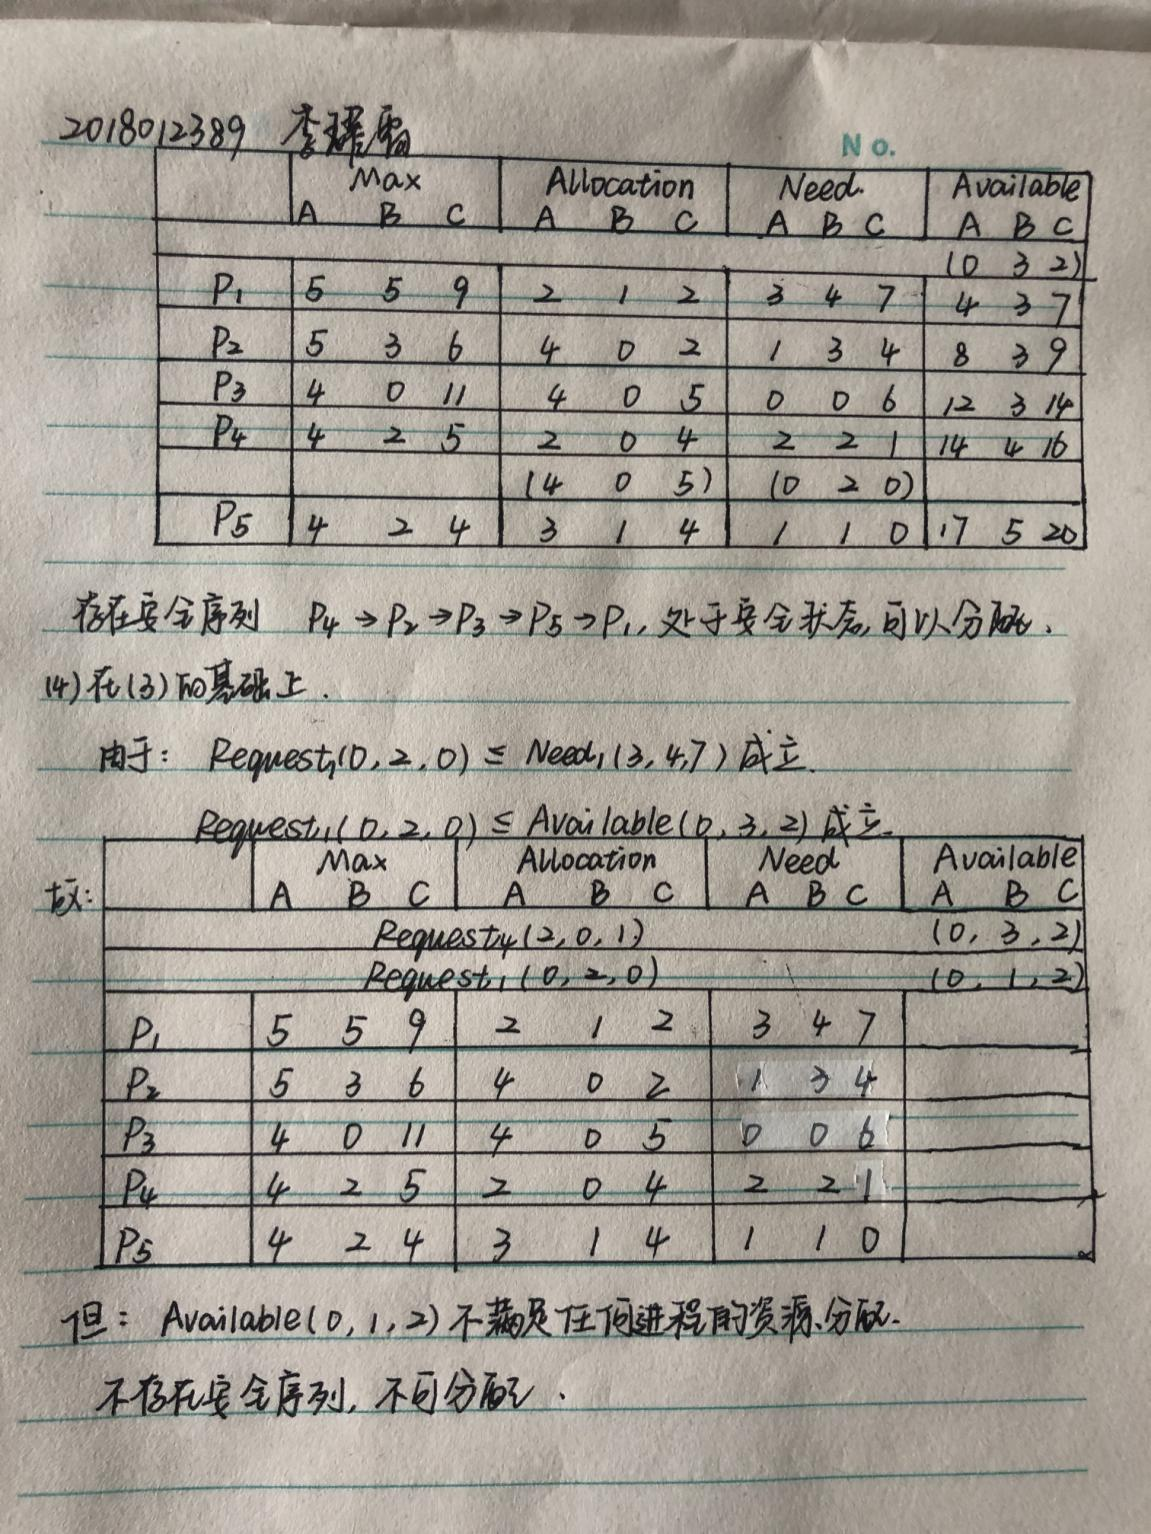 2018012389 李瑾霜
No.
Max Allocation Need. Available
A B C A B C A B C A B C
(0 3 2)
P1 5 5 9 2 1 2 3 4 7 4 3 7
P2 5 3 6 4 0 2 1 3 4 8 3 9
P3 4 0 11 4 0 5 0 0 6 12 3 14
P4 4 2 5 2 0 4 2 2 1 14 4 16
(4 0 5) (0 2 0)
P5 4 2 4 3 1 4 1 1 0 17 5 20
存在安全序列 P4→P2→P3→P5→P1, 处于安全状态,可以分配.
(4)在(3)的基础上.
由于: Request1(0,2,0) ≤ Need1(3,4,7)成立.
Request1(0,2,0) ≤ Available(0,3,2)成立.
Max Allocation Need Available
故: A B C A B C A B C A B C
Request4(2,0,1) (0,3,2)
Request1(0,2,0) (0,1,2)
P1 5 5 9 2 1 2 3 4 7
P2 5 3 6 4 0 2 1 3 4
P3 4 0 11 4 0 5 0 0 6
P4 4 2 5 2 0 4 2 2 1
P5 4 2 4 3 1 4 1 1 0
但: Available(0,1,2)不满足任何进程的资源分配.
不存在安全序列,不可分配.